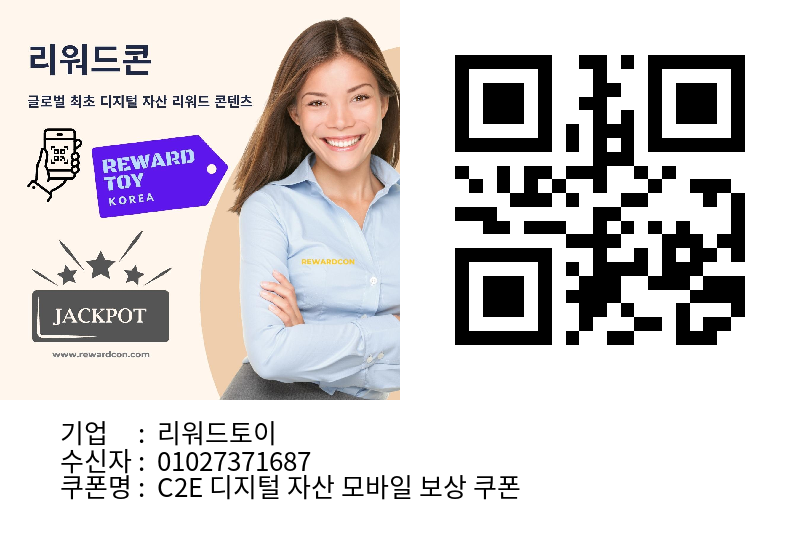 리워드콘
글로벌 최초 디지털 자산 리워드 콘텐츠
REWARD
TOY
KOREA
REWARDCON
JACKPOT
www.rewardcon.com
기업 : 리워드토이
수신자 : 01027371687
쿠폰명 : C2E 디지털 자산 모바일 보상 쿠폰